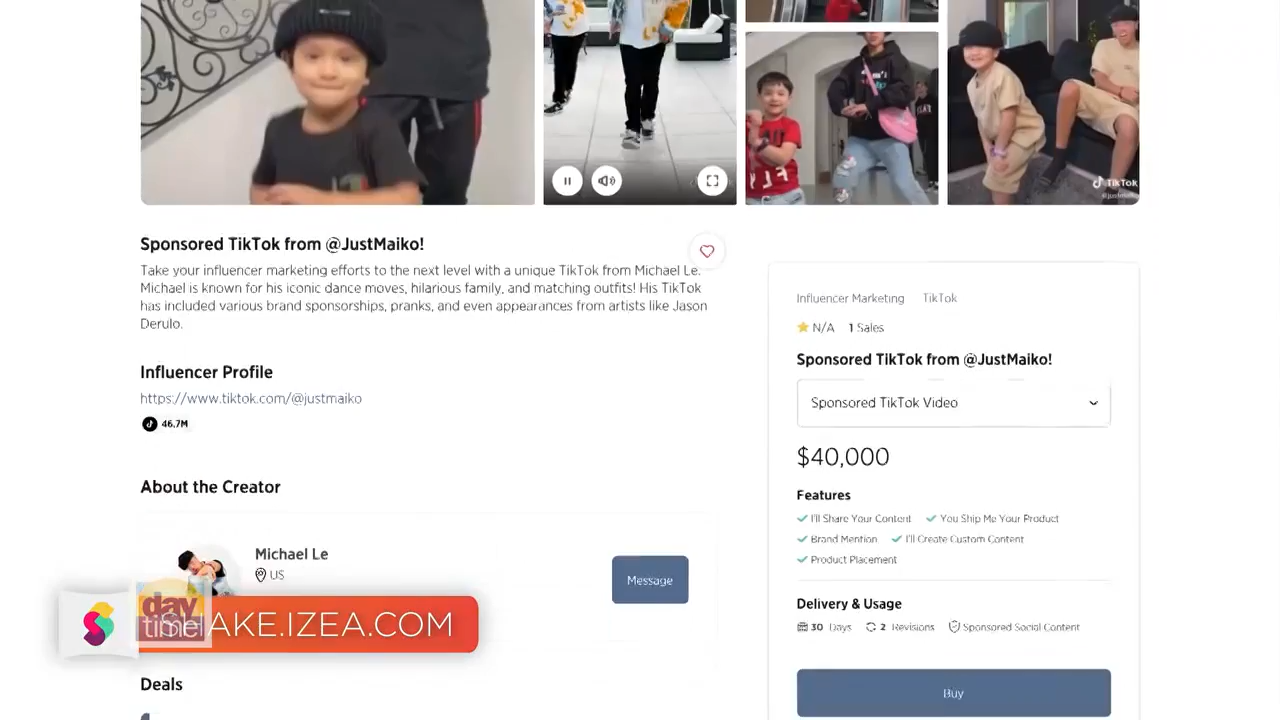 TikTok
Sponsored TikTok from @JustMaiko!
Take your influencer marketing efforts to the next level with a unique TikTok from Michael Le.
Michael is known for his iconic dance moves, hilarious family, and matching outfits! His TikTok
has included various brand sponsorships, pranks, and even appearances from artists like Jason
Derulo.
Influencer Profile
https://www.tiktok.com/@justmaiko
46.7M
About the Creator
Michael Le
US
Message
day
time!
AKE.IZEA.COM
Deals
Influencer Marketing TikTok
N/A 1 Sales
Sponsored TikTok from @JustMaiko!
Sponsored TikTok Video
$40,000
Features
I'll Share Your Content You Ship Me Your Product
Brand Mention I'll Create Custom Content
Product Placement
Delivery & Usage
30 Days 2 Revisions Sponsored Social Content
Buy